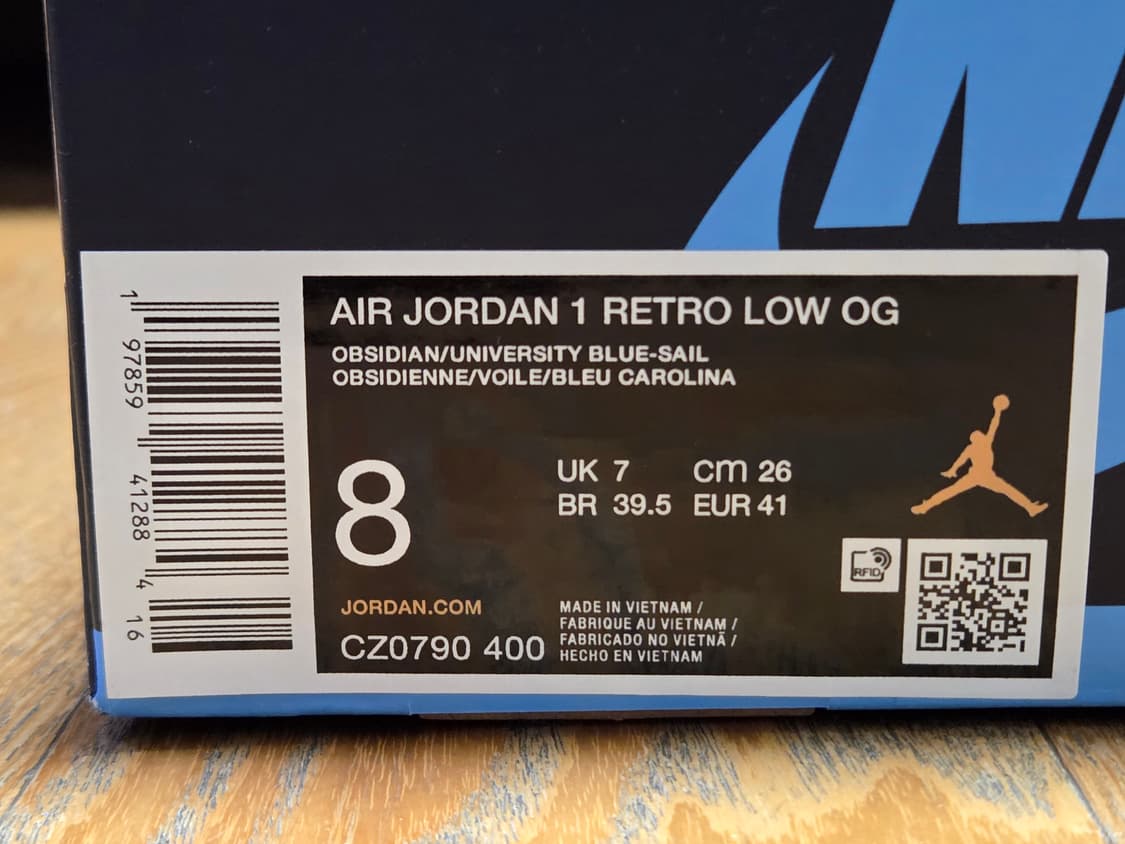 1 97859 41288 4 16
AIR JORDAN 1 RETRO LOW OG
OBSIDIAN/UNIVERSITY BLUE-SAIL
OBSIDIENNE/VOILE/BLEU CAROLINA
8
UK 7 cm 26
BR 39.5 EUR 41
RFID
JORDAN.COM
CZ0790 400
MADE IN VIETNAM /
FABRIQUE AU VIETNAM /
FABRICADO NO VIETNÃ /
HECHO EN VIETNAM